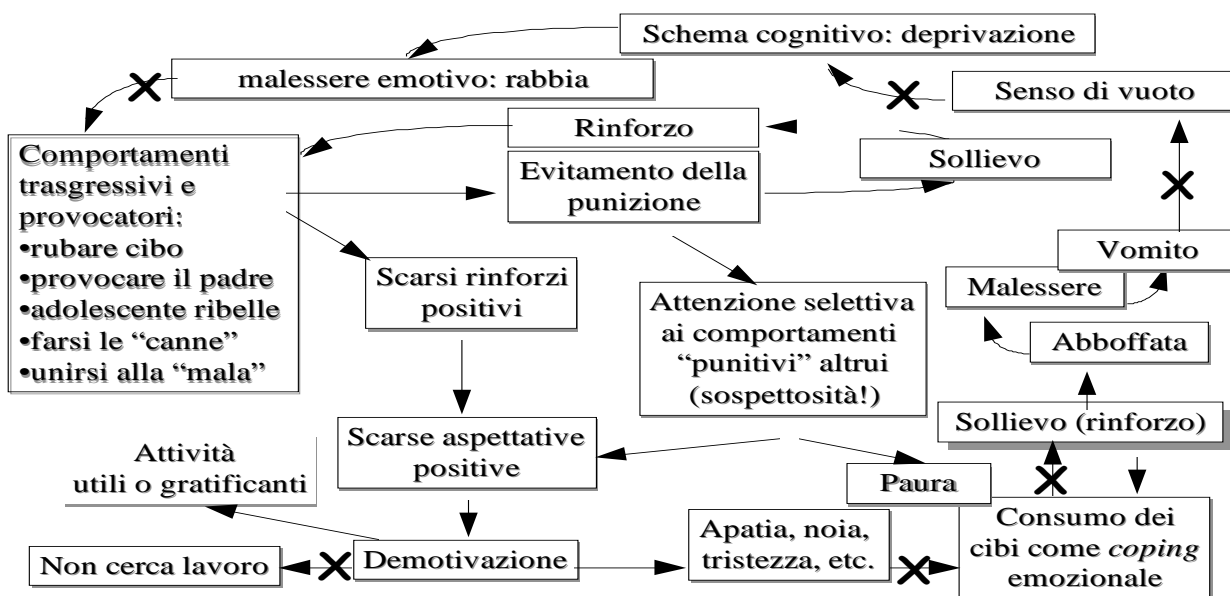 Schema cognitivo: deprivazione
malessere emotivo: rabbia
Senso di vuoto
Rinforzo
Sollievo
Comportamenti
trasgressivi e
provocatori:
•rubare cibo
•provocare il padre
•adolescente ribelle
•farsi le “canne”
•unirsi alla “mala”
Evitamento della
punizione
Vomito
Scarsi rinforzi
positivi
Malessere
Attenzione selettiva
ai comportamenti
“punitivi” altrui
(sospettosità!)
Abboffata
Sollievo (rinforzo)
Scarse aspettative
positive
Attività
utili o gratificanti
Paura
Consumo dei
cibi come coping
emozionale
Apatia, noia,
tristezza, etc.
Demotivazione
Non cerca lavoro